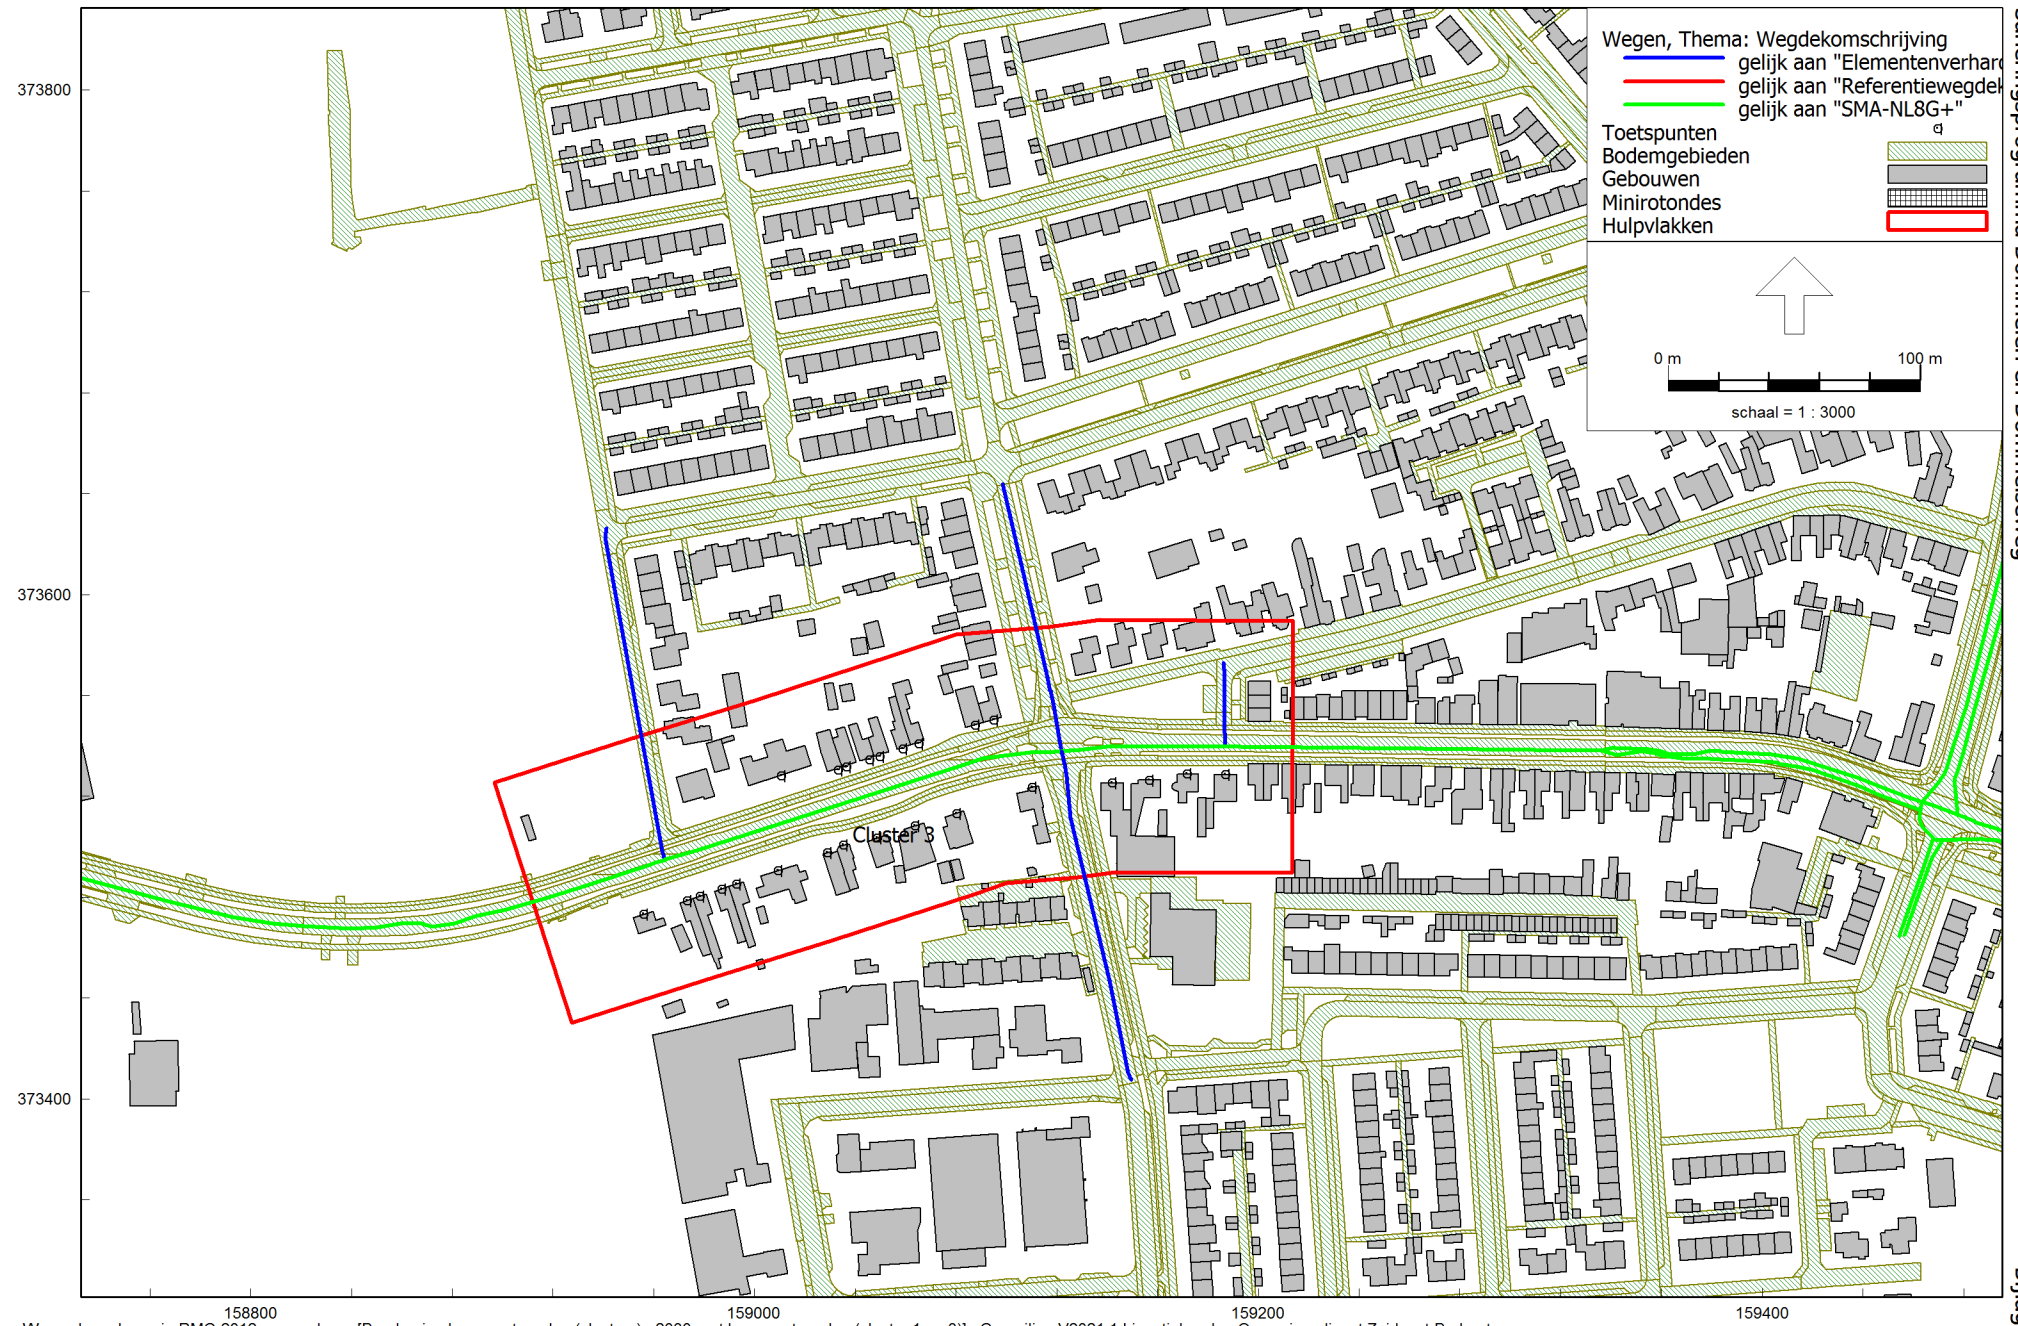 Wegen, Thema: Wegdekomschrijving
gelijk aan "Elementenverhard
gelijk aan "Referentiewegdek
gelijk aan "SMA-NL8G+"
Toetspunten
Bodemgebieden
Gebouwen
Minirotondes
Hulpvlakken
0 m 100 m
schaal = 1 : 3000
373800
373600
373400
Cluster 3
158800 159000 159200 159400